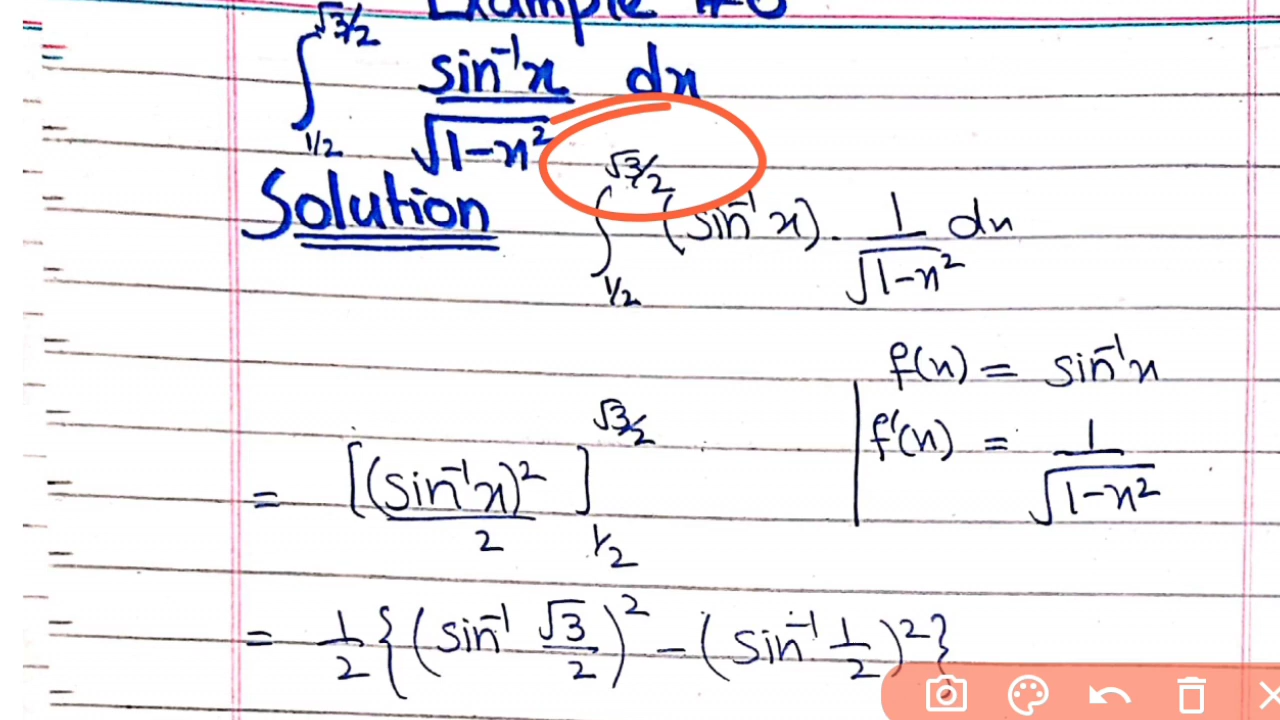 Example #8
∫_{1/2}^{√3/2} sin⁻¹x / √(1-x²) dx
Solution ∫_{1/2}^{√3/2} (sin⁻¹x) . 1/√(1-x²) dx
f(x) = sin⁻¹x
f'(x) = 1/√(1-x²)
= [(sin⁻¹x)²/2]_{1/2}^{√3/2}
= 1/2 {(sin⁻¹ √3/2)² - (sin⁻¹ 1/2)²}